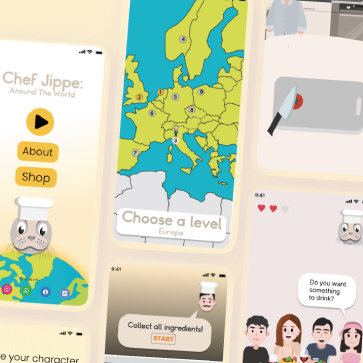 Chef Jippe:
Around The World
About
Shop
4
1
5
9
2
8
6
3
7
Choose a level
Europe
9:41
Collect all ingredients!
START
9:41
Do you want
something
to drink?
e your character